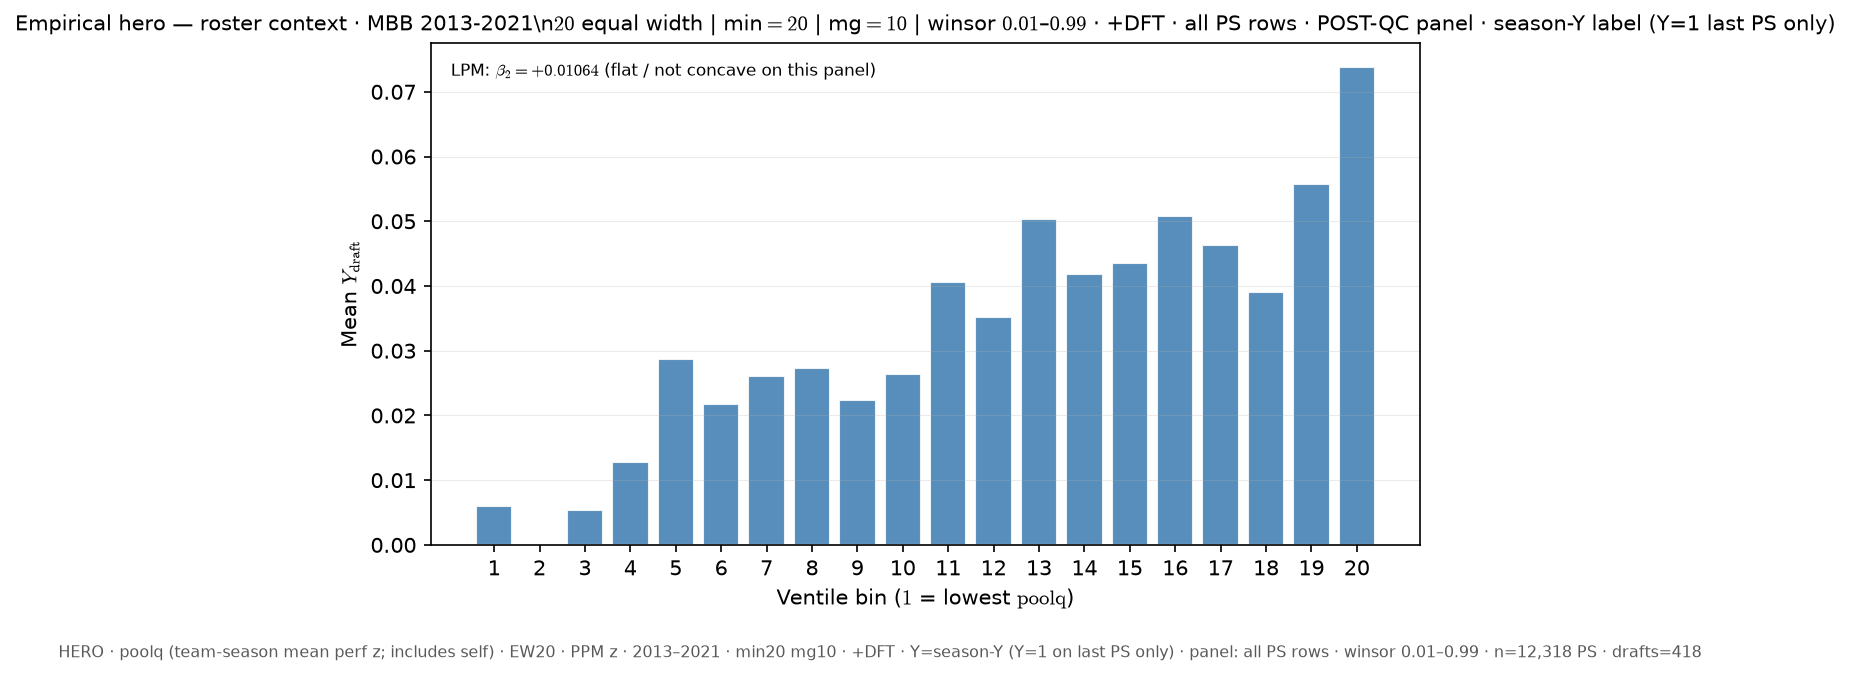 Empirical hero — roster context · MBB 2013-2021\n20 equal width | min = 20 | mg = 10 | winsor 0.01–0.99 · +DFT · all PS rows · POST-QC panel · season-Y label (Y=1 last PS only)
LPM: β₂ = +0.01064 (flat / not concave on this panel)
0.07
0.06
0.05
0.04
0.03
0.02
0.01
0.00
Mean Y_draft
1 2 3 4 5 6 7 8 9 10 11 12 13 14 15 16 17 18 19 20
Ventile bin (1 = lowest poolq)
HERO · poolq (team-season mean perf z; includes self) · EW20 · PPM z · 2013–2021 · min20 mg10 · +DFT · Y=season-Y (Y=1 on last PS only) · panel: all PS rows · winsor 0.01–0.99 · n=12,318 PS · drafts=418